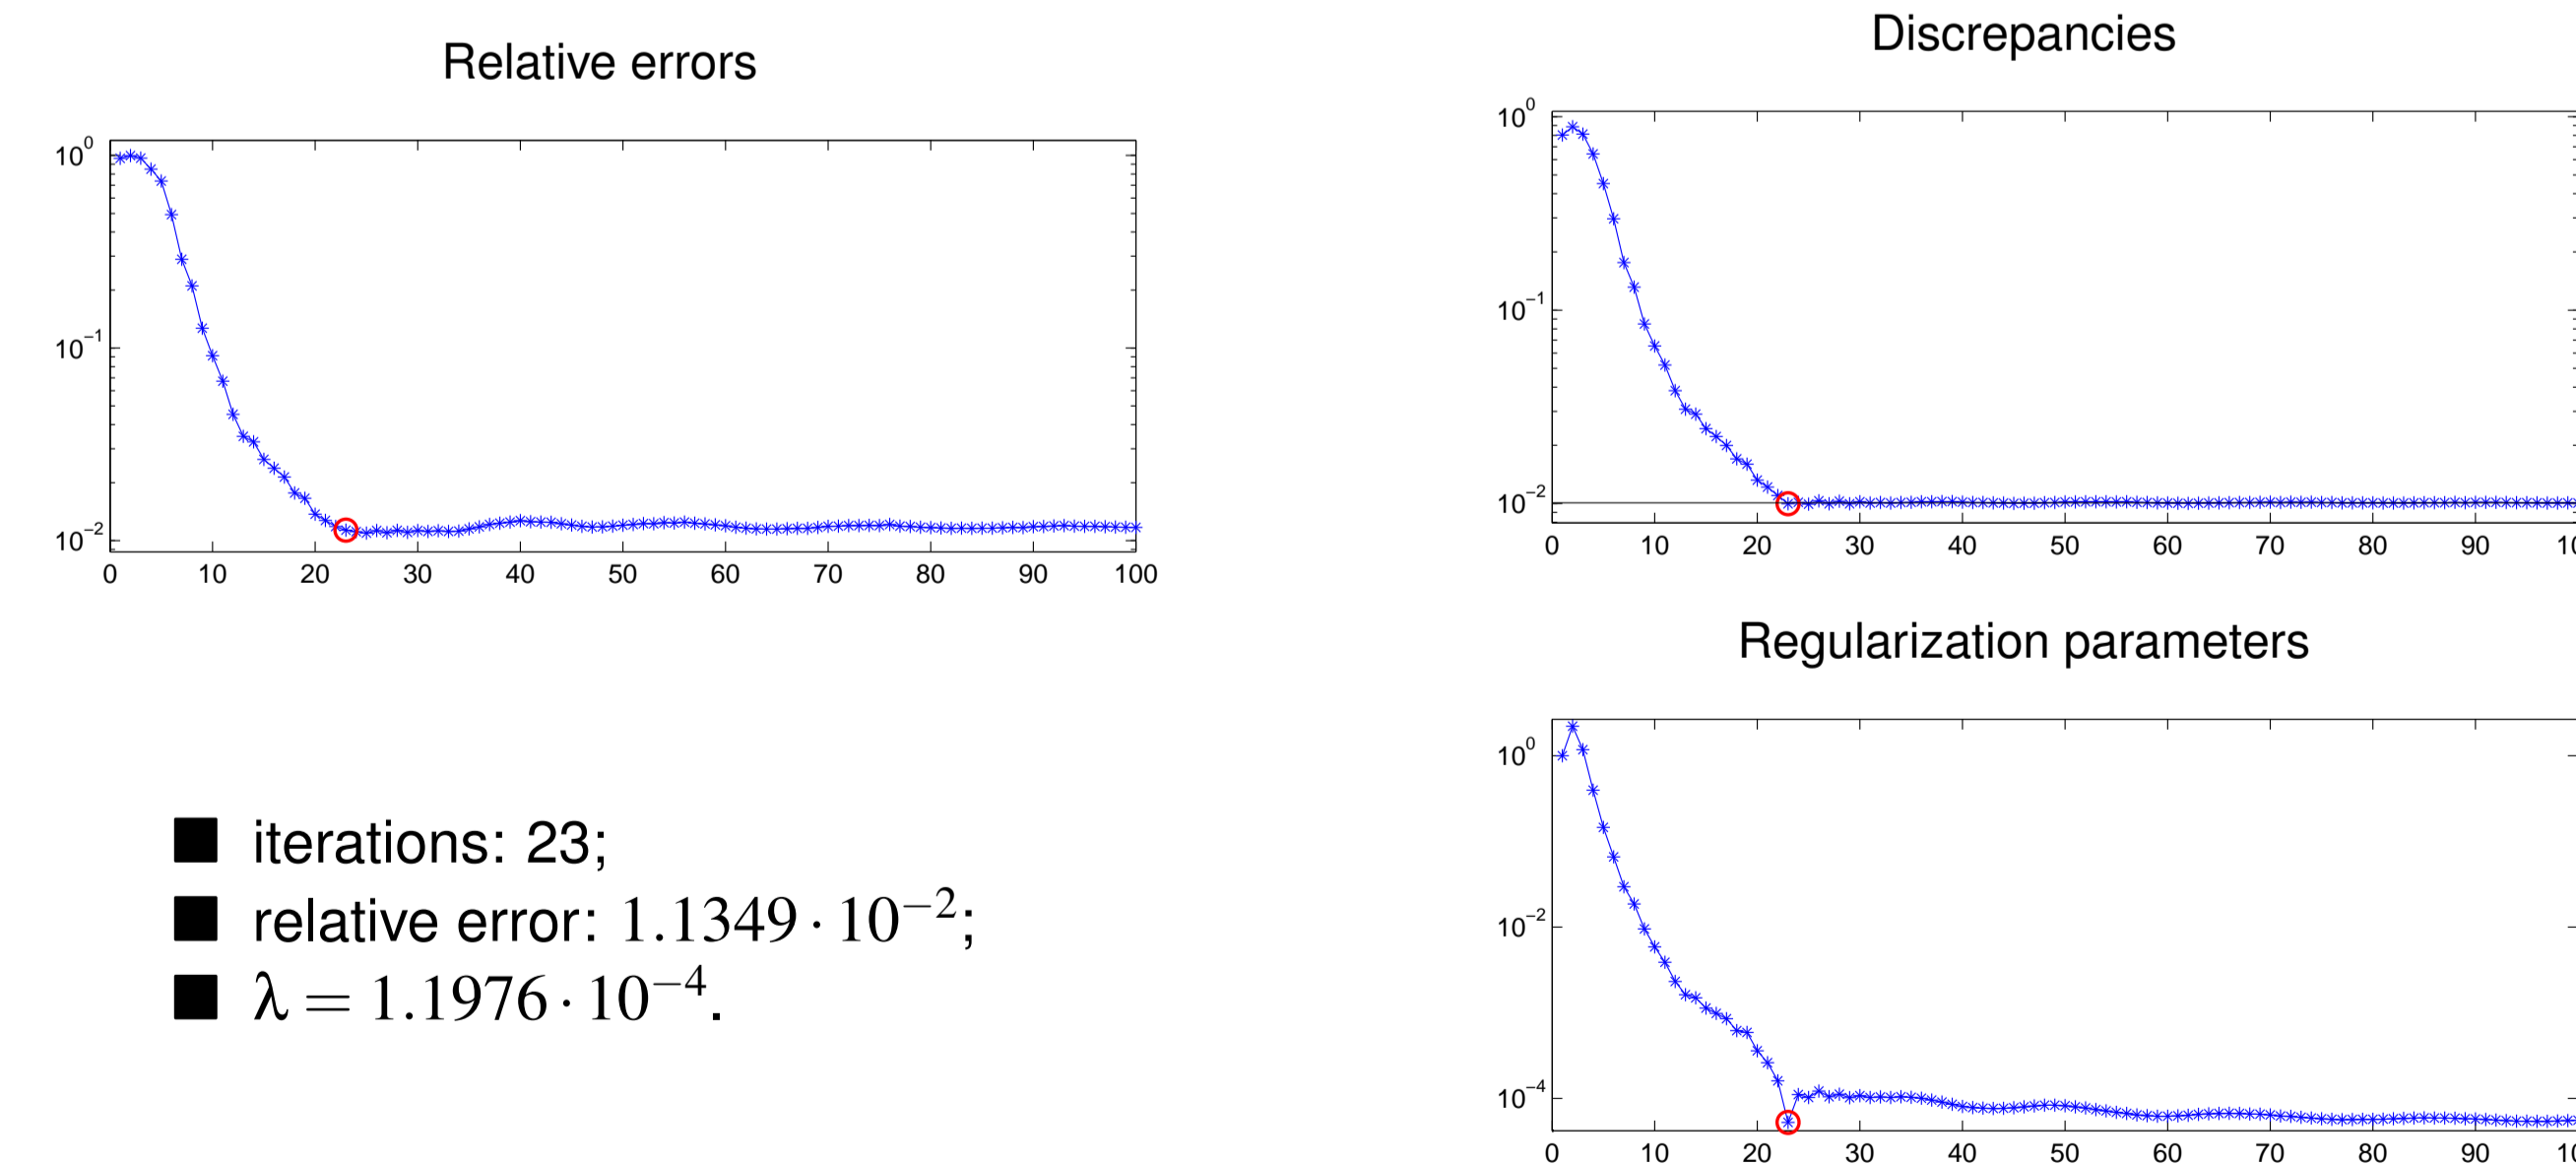 Relative errors
10^0
10^−1
10^−2
0 10 20 30 40 50 60 70 80 90 100
Discrepancies
10^0
10^−1
10^−2
0 10 20 30 40 50 60 70 80 90 10
Regularization parameters
10^0
10^−2
10^−4
0 10 20 30 40 50 60 70 80 90 10
iterations: 23;
relative error: 1.1349 · 10^−2;
λ = 1.1976 · 10^−4.